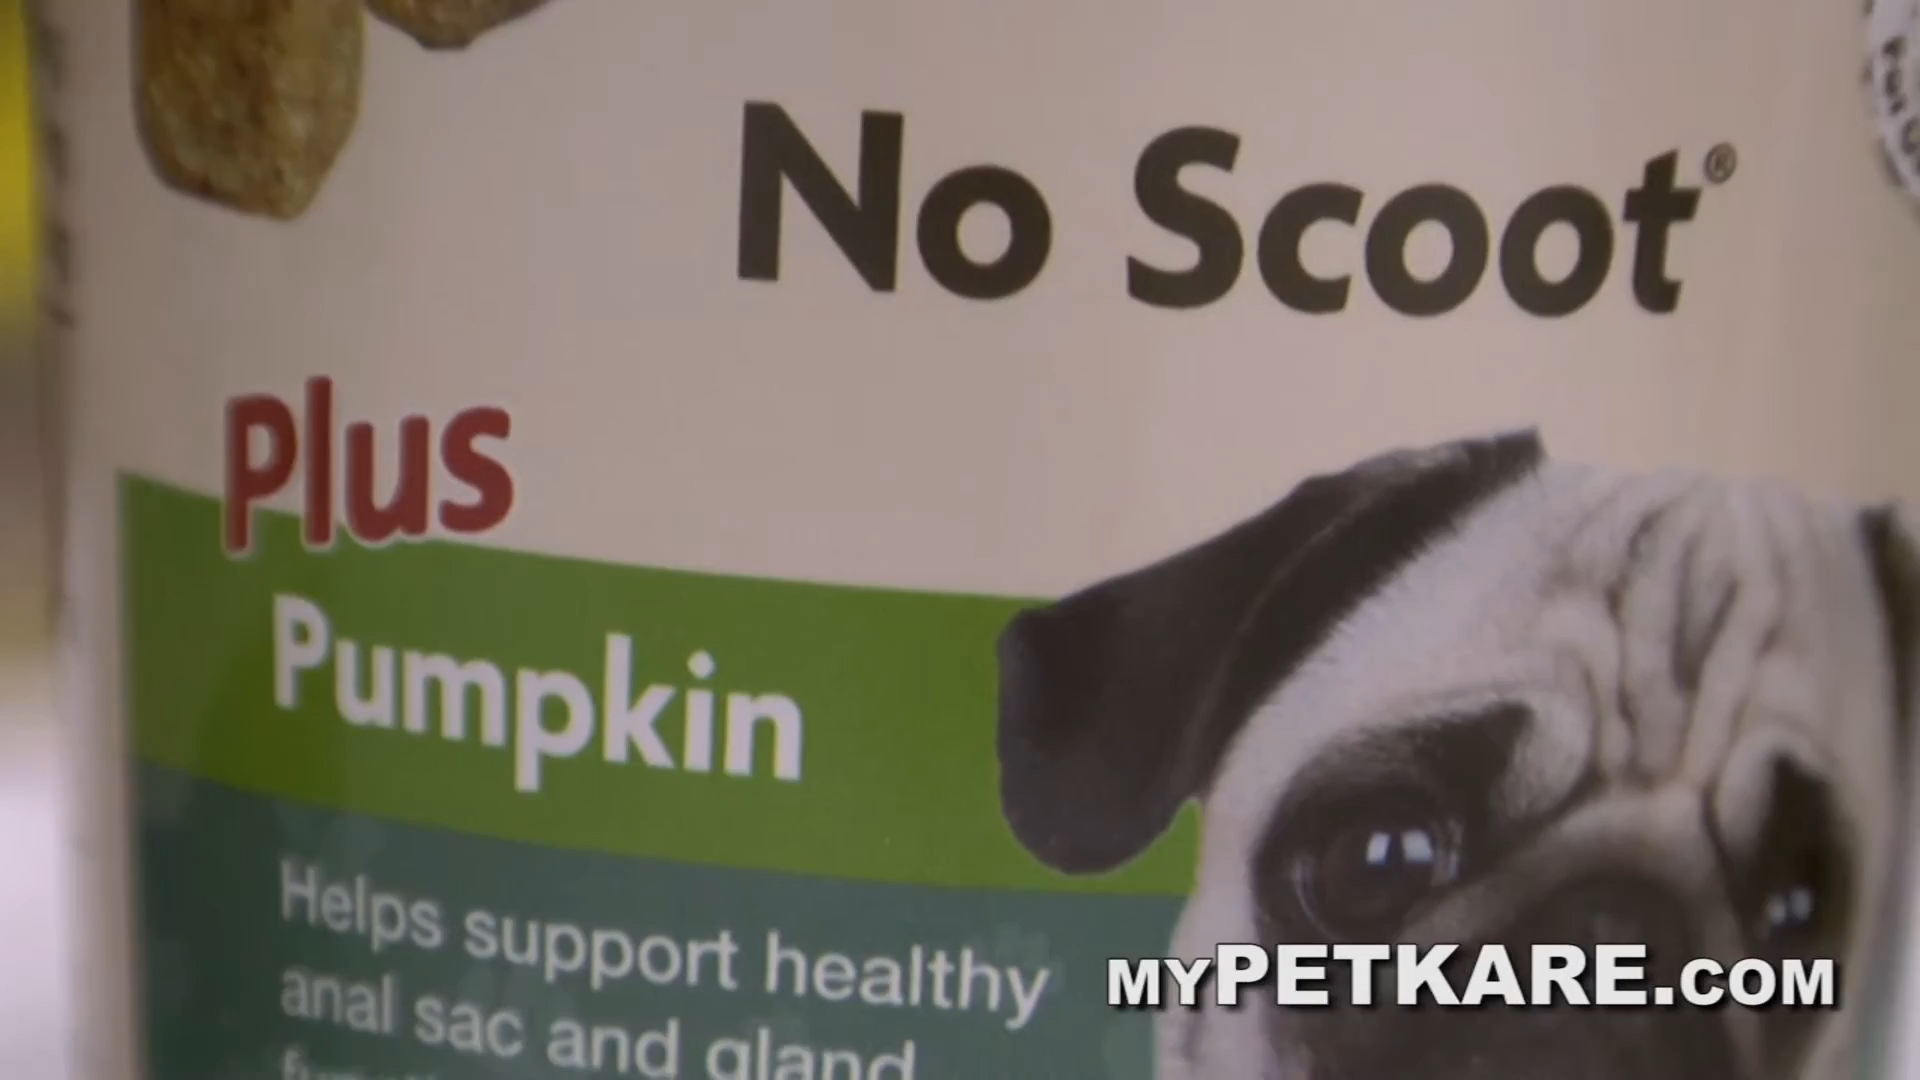 No Scoot®
Plus
Pumpkin
Helps support healthy
anal sac and gland
MYPETKARE.COM